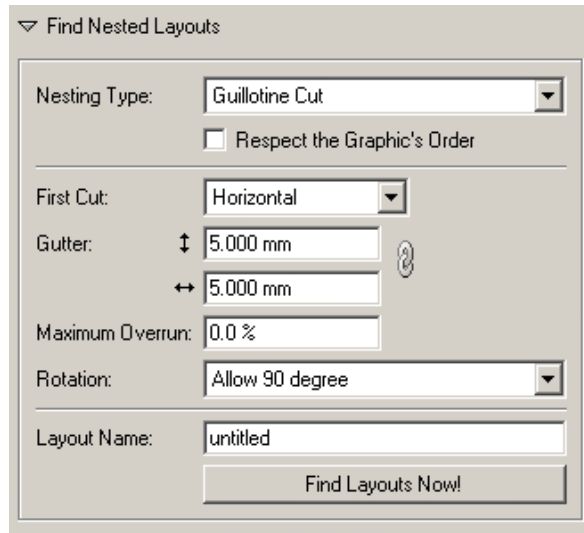 Find Nested Layouts
Nesting Type: Guillotine Cut
Respect the Graphic's Order
First Cut: Horizontal
Gutter: 5.000 mm
5.000 mm
Maximum Overrun: 0.0 %
Rotation: Allow 90 degree
Layout Name: untitled
Find Layouts Now!